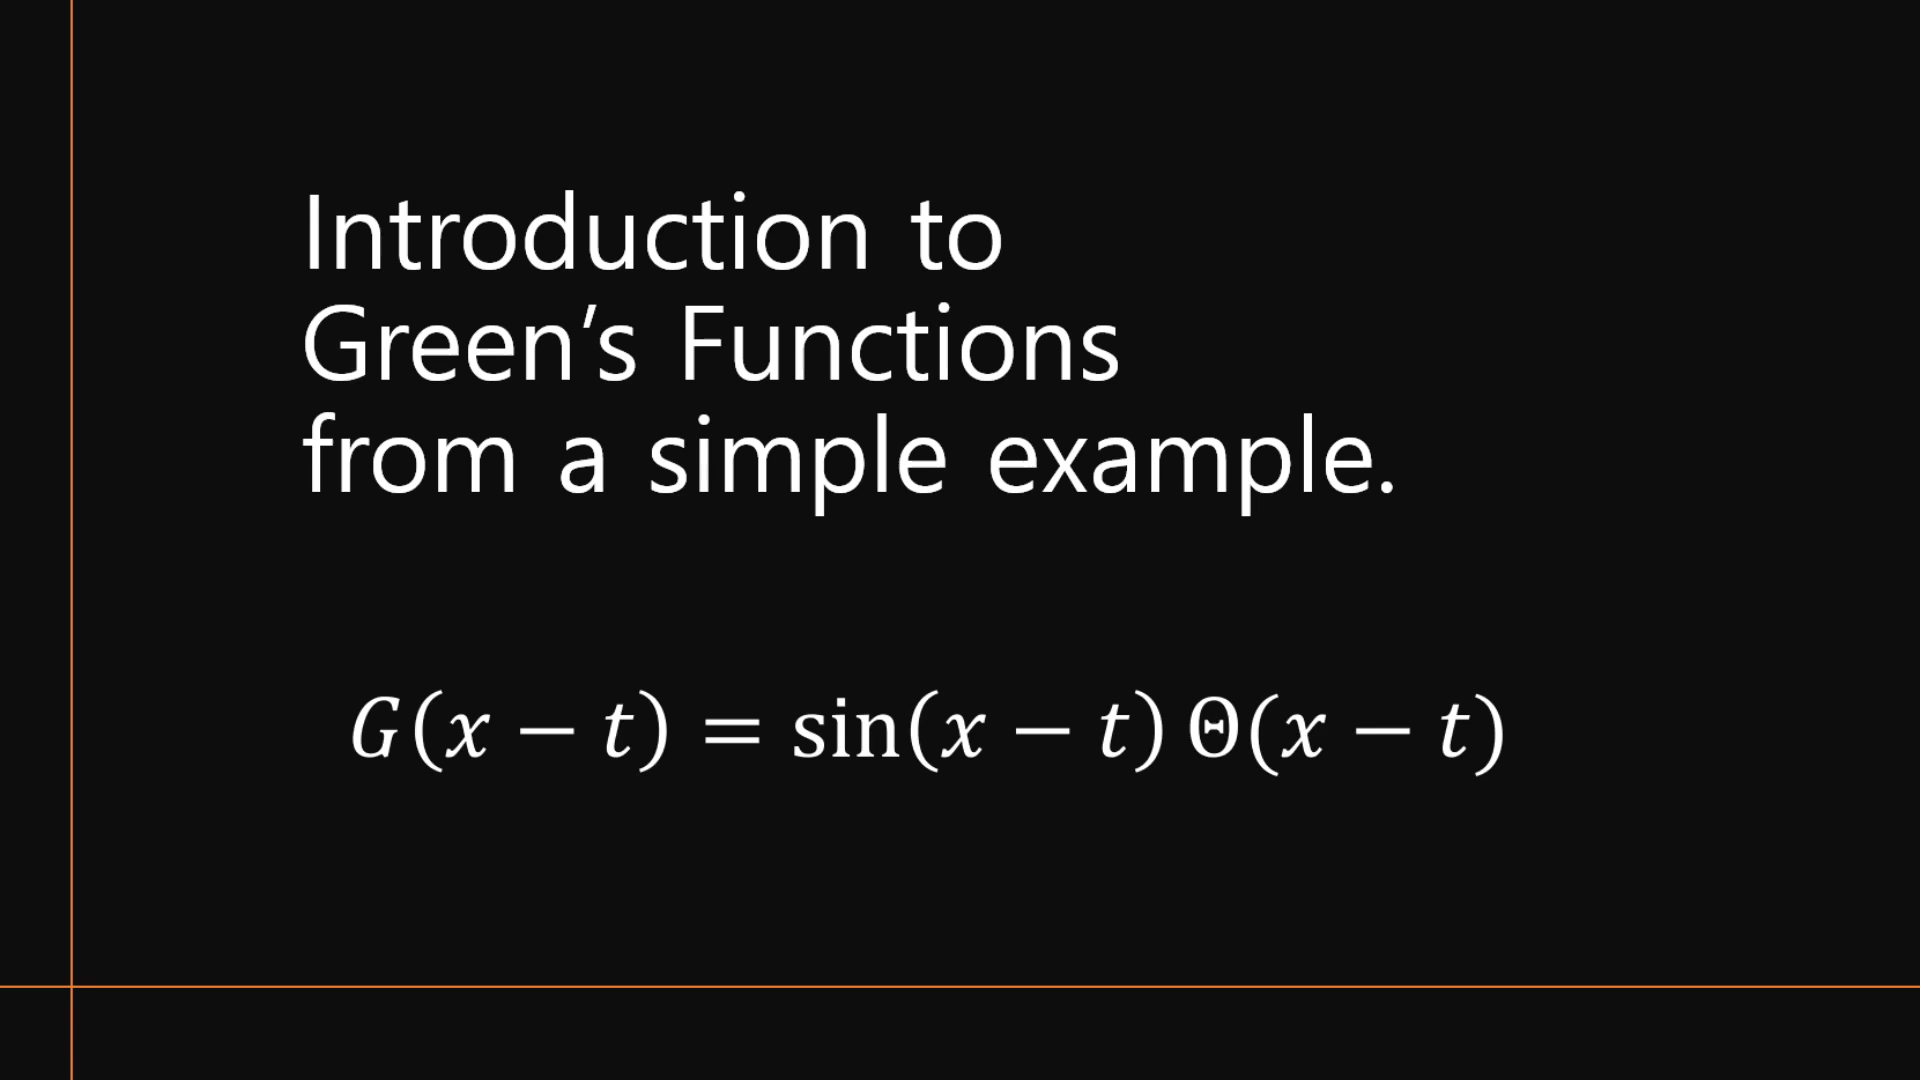 Introduction to
Green’s Functions
from a simple example.
G(x − t) = sin(x − t) Θ(x − t)